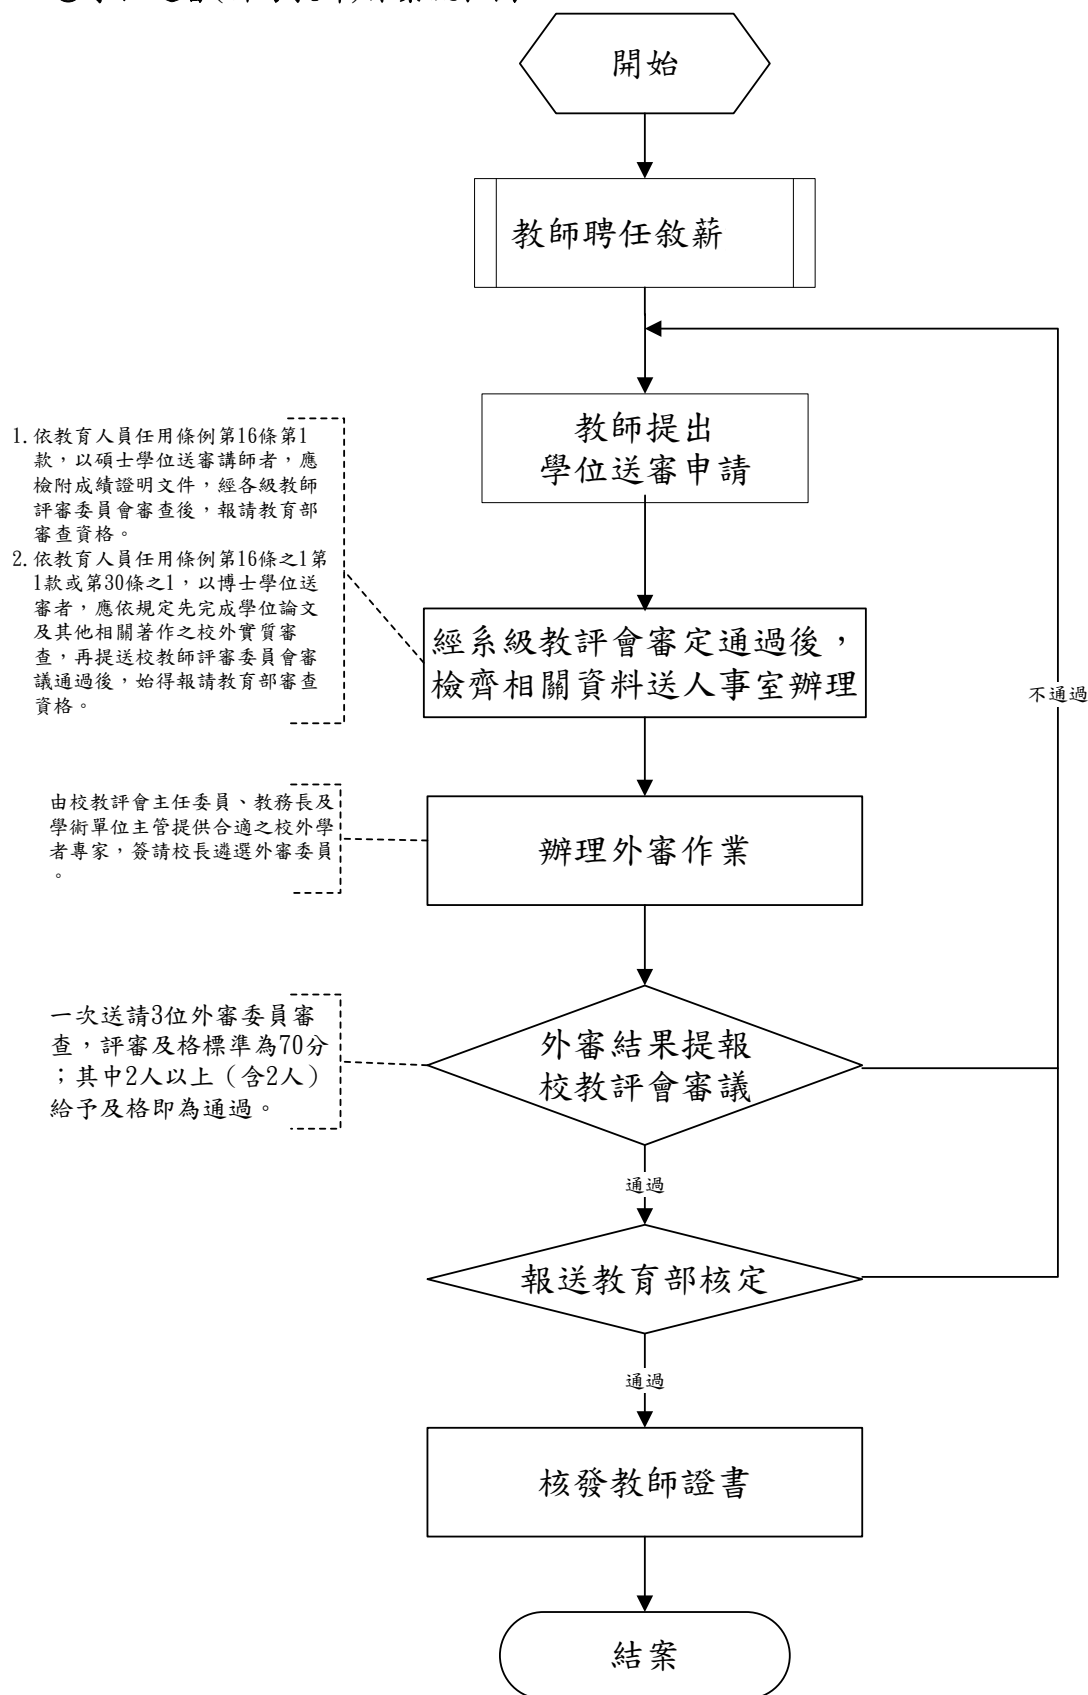 開始
教師聘任敘薪
教師提出
學位送審申請
1. 依教育人員任用條例第16條第1
款，以碩士學位送審講師者，應
檢附成績證明文件，經各級教師
評審委員會審查後，報請教育部
審查資格。
2. 依教育人員任用條例第16條之1第
1款或第30條之1，以博士學位送
審者，應依規定先完成學位論文
及其他相關著作之校外實質審
查，再提送校教師評審委員會審
議通過後，始得報請教育部審查
資格。
經系級教評會審定通過後，
檢齊相關資料送人事室辦理
不通過
由校教評會主任委員、教務長及
學術單位主管提供合適之校外學
者專家，簽請校長遴選外審委員
。
辦理外審作業
一次送請3位外審委員審
查，評審及格標準為70分
；其中2人以上（含2人）
給予及格即為通過。
外審結果提報
校教評會審議
通過
報送教育部核定
通過
核發教師證書
結案